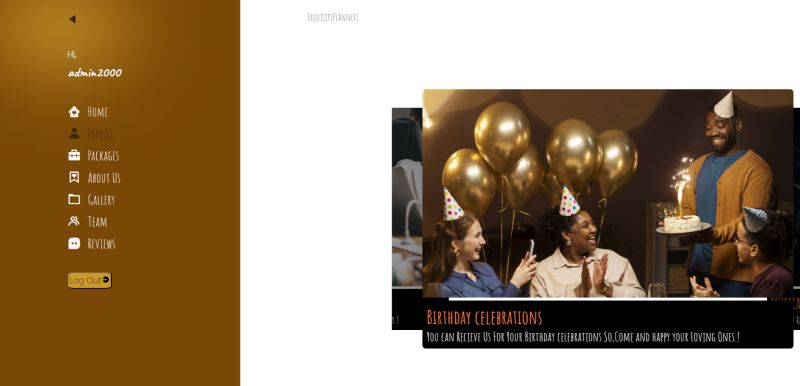 Hi,
admin2000
Home
Profile
Packages
About Us
Gallery
Team
Reviews
Log Out
ExquisitePlanners
Birthday celebrations
You can Recieve Us For Your Birthday celebrations So,Come and happy your Loving Ones.!